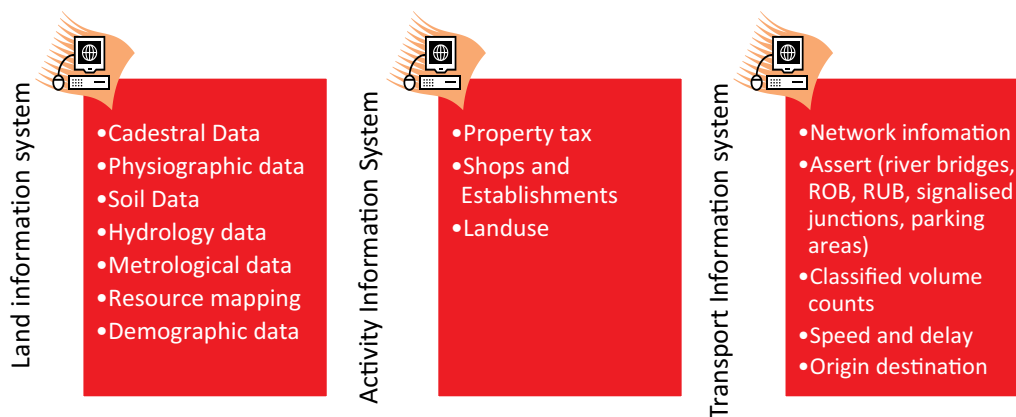 Land information system
•Cadestral Data
•Physiographic data
•Soil Data
•Hydrology data
•Metrological data
•Resource mapping
•Demographic data
Activity Information System
•Property tax
•Shops and
Establishments
•Landuse
Transport Information system
•Network infomation
•Assert (river bridges,
ROB, RUB, signalised
junctions, parking
areas)
•Classified volume
counts
•Speed and delay
•Origin destination